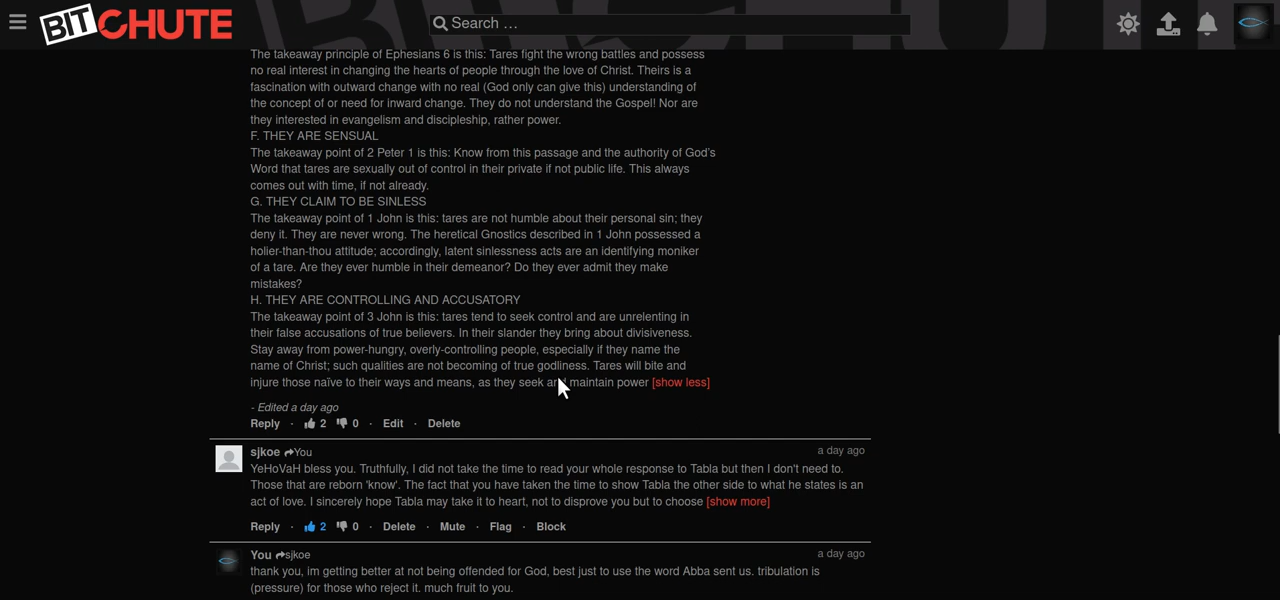 BITCHUTE
Search ...
The takeaway principle of Ephesians 6 is this: Tares fight the wrong battles and possess
no real interest in changing the hearts of people through the love of Christ. Theirs is a
fascination with outward change with no real (God only can give this) understanding of
the concept of or need for inward change. They do not understand the Gospel! Nor are
they interested in evangelism and discipleship, rather power.
F. THEY ARE SENSUAL
The takeaway point of 2 Peter 1 is this: Know from this passage and the authority of God's
Word that tares are sexually out of control in their private if not public life. This always
comes out with time, if not already.
G. THEY CLAIM TO BE SINLESS
The takeaway point of 1 John is this: tares are not humble about their personal sin; they
deny it. They are never wrong. The heretical Gnostics described in 1 John possessed a
holier-than-thou attitude; accordingly, latent sinlessness acts are an identifying moniker
of a tare. Are they ever humble in their demeanor? Do they ever admit they make
mistakes?
H. THEY ARE CONTROLLING AND ACCUSATORY
The takeaway point of 3 John is this: tares tend to seek control and are unrelenting in
their false accusations of true believers. In their slander they bring about divisiveness.
Stay away from power-hungry, overly-controlling people, especially if they name the
name of Christ; such qualities are not becoming of true godliness. Tares will bite and
injure those naïve to their ways and means, as they seek and maintain power [show less]
- Edited a day ago
Reply · 2 0 · Edit · Delete
sjkoe You a day ago
YeHoVaH bless you. Truthfully, I did not take the time to read your whole response to Tabla but then I don't need to.
Those that are reborn 'know'. The fact that you have taken the time to show Tabla the other side to what he states is an
act of love. I sincerely hope Tabla may take it to heart, not to disprove you but to choose [show more]
Reply · 2 0 · Delete · Mute · Flag · Block
You sjkoe a day ago
thank you, im getting better at not being offended for God, best just to use the word Abba sent us. tribulation is
(pressure) for those who reject it. much fruit to you.